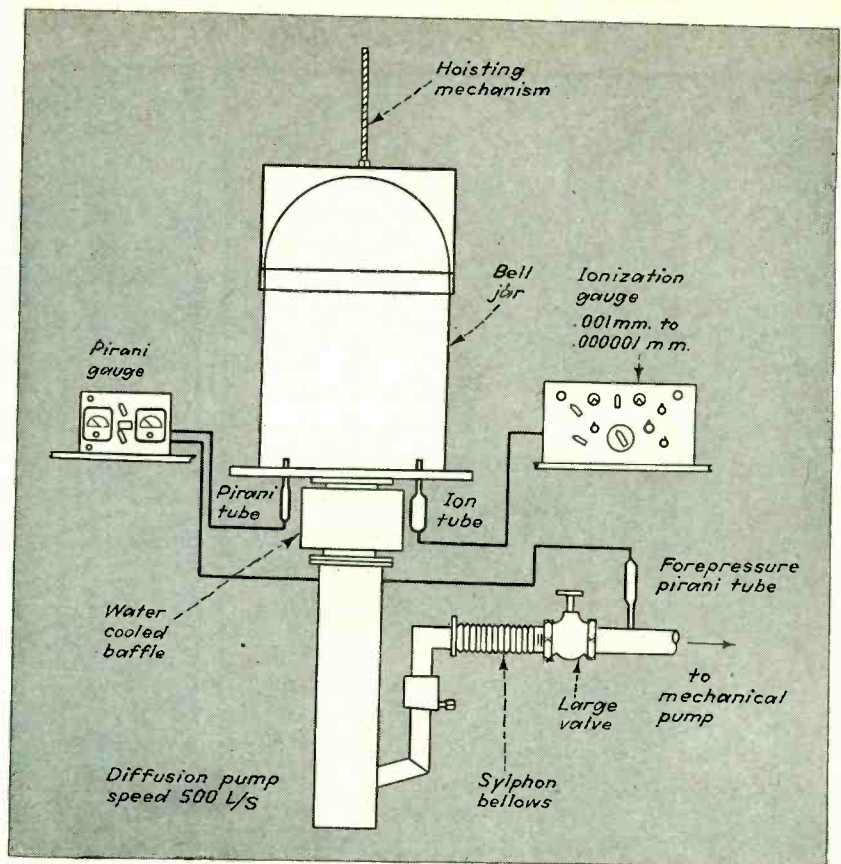 Hoisting
mechanism
Bell
jar
Ionization
gauge
.001mm. to
.000001 mm.
Pirani
gauge
Pirani
tube
Ion
tube
Forepressure
pirani tube
Water
cooled
baffle
to
mechanical
pump
Large
valve
Sylphon
bellows
Diffusion pump
speed 500 L/S